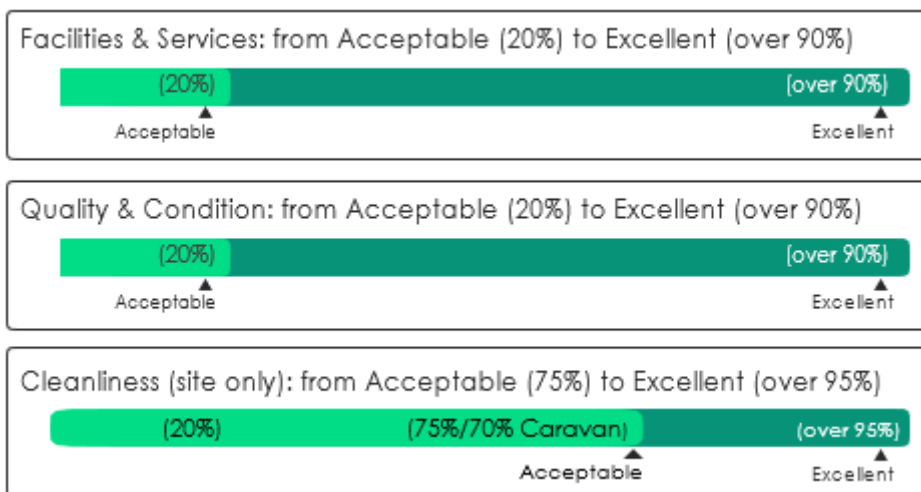 Facilities & Services: from Acceptable (20%) to Excellent (over 90%)
(20%) (over 90%)
Acceptable Excellent
Quality & Condition: from Acceptable (20%) to Excellent (over 90%)
(20%) (over 90%)
Acceptable Excellent
Cleanliness (site only): from Acceptable (75%) to Excellent (over 95%)
(20%) (75%/70% Caravan) (over 95%)
Acceptable Excellent